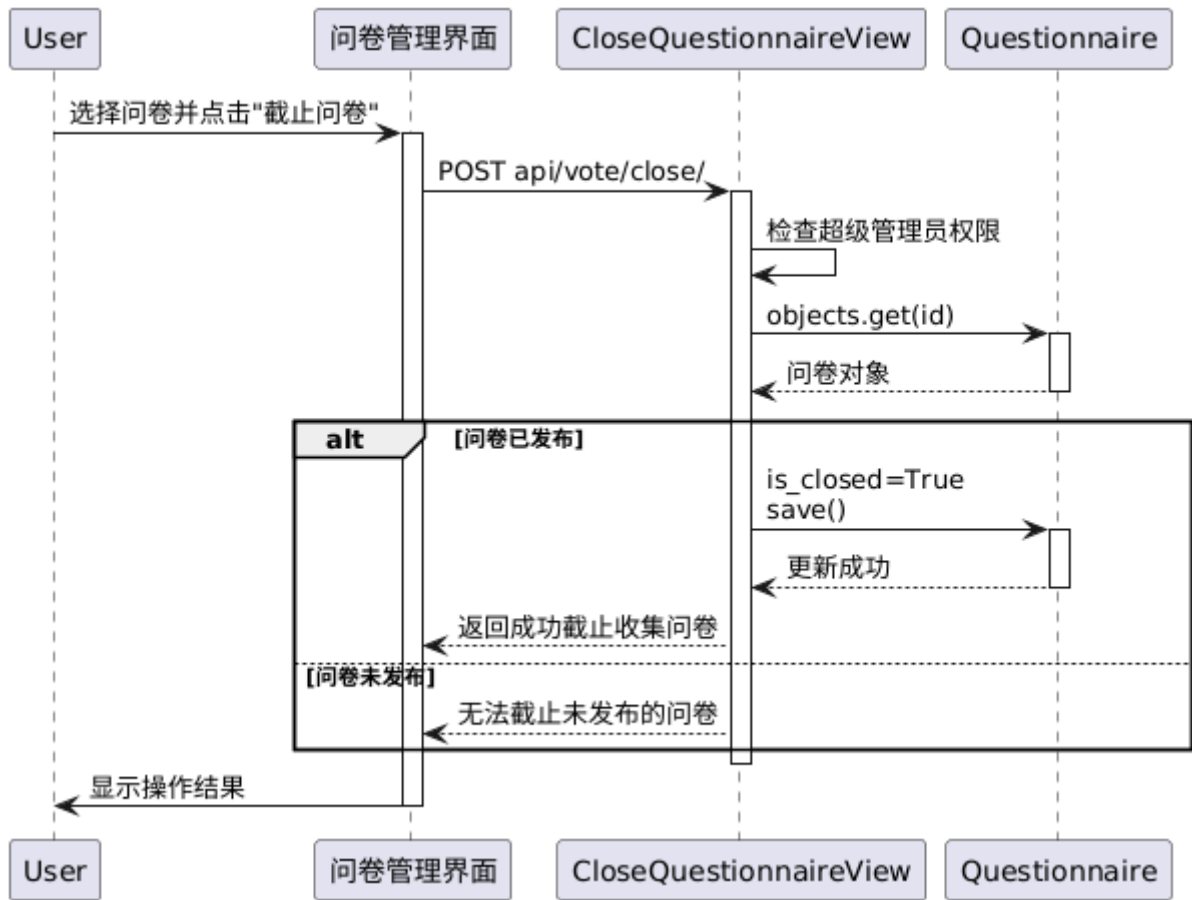 User
问卷管理界面
CloseQuestionnaireView
Questionnaire
选择问卷并点击"截止问卷"
POST api/vote/close/
检查超级管理员权限
objects.get(id)
问卷对象
alt
[问卷已发布]
is_closed=True
save()
更新成功
返回成功截止收集问卷
[问卷未发布]
无法截止未发布的问卷
显示操作结果
User
问卷管理界面
CloseQuestionnaireView
Questionnaire